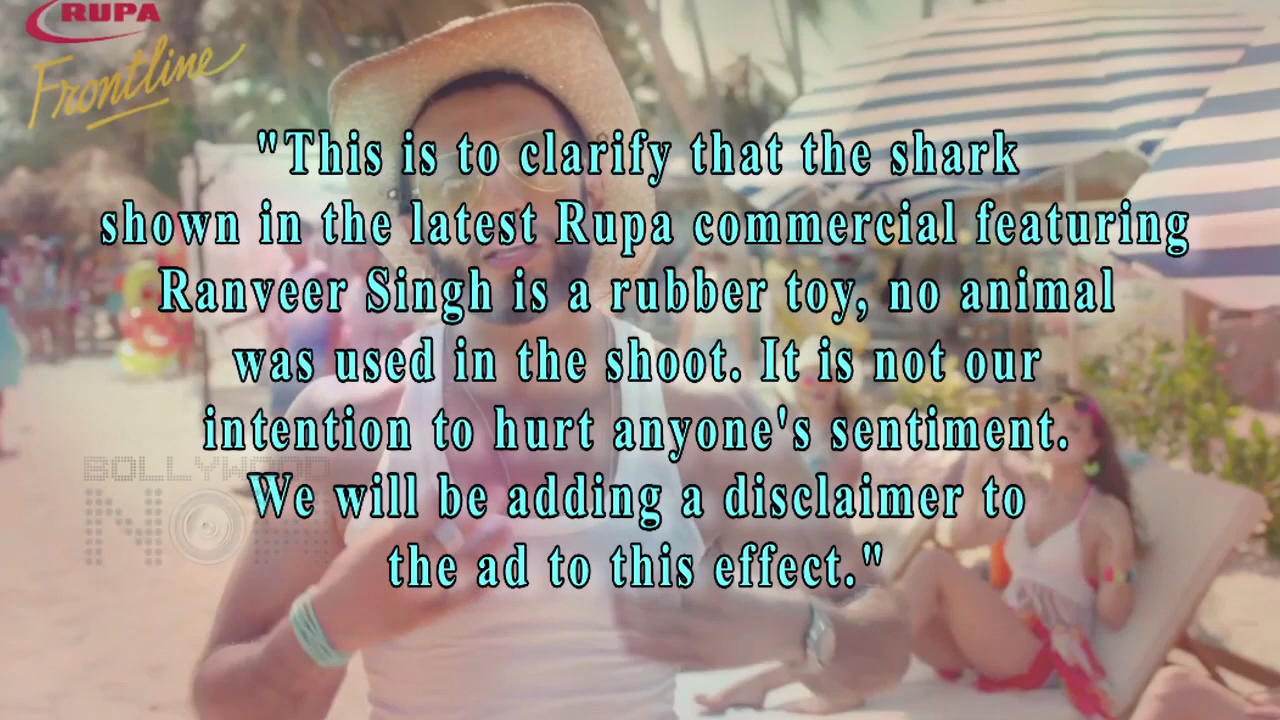 RUPA
Frontline
"This is to clarify that the shark
shown in the latest Rupa commercial featuring
Ranveer Singh is a rubber toy, no animal
was used in the shoot. It is not our
intention to hurt anyone's sentiment.
We will be adding a disclaimer to
the ad to this effect."
BOLLYWOOD
NOW